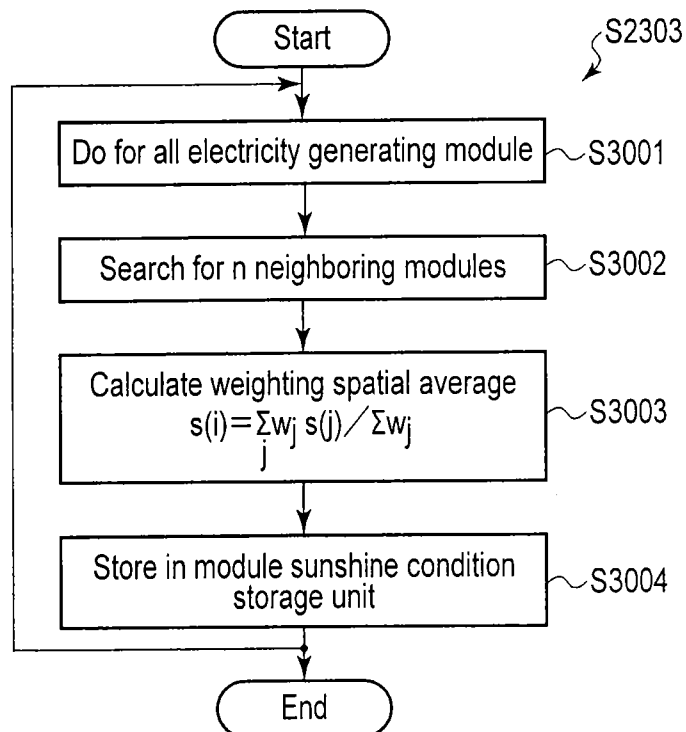 Start
S2303
Do for all electricity generating module
S3001
Search for n neighboring modules
S3002
Calculate weighting spatial average
s(i)=Σwj s(j)/Σwj
j
S3003
Store in module sunshine condition
storage unit
S3004
End